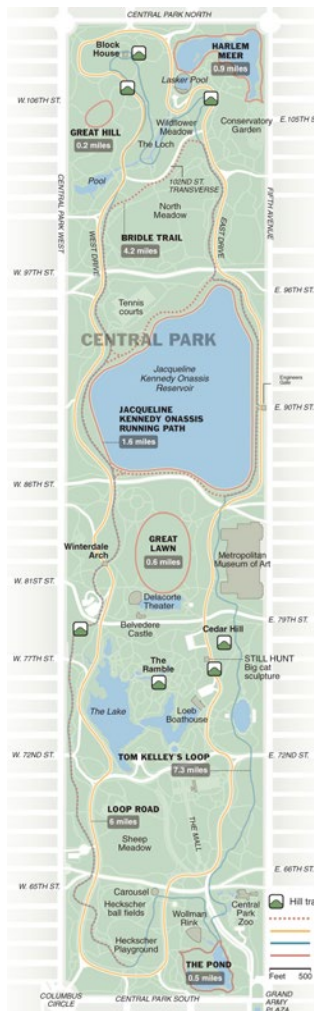 CENTRAL PARK NORTH
Block
House
HARLEM
MEER
0.9 miles
Lasker Pool
W. 106TH ST.
E. 105TH ST.
GREAT HILL
0.2 miles
Wildflower
Meadow
Conservatory
Garden
The Loch
Pool
102ND ST.
TRANSVERSE
CENTRAL PARK WEST
FIFTH AVENUE
North
Meadow
WEST DRIVE
EAST DRIVE
BRIDLE TRAIL
4.2 miles
W. 97TH ST.
E. 96TH ST.
Tennis
courts
CENTRAL PARK
Jacqueline
Kennedy Onassis
Reservoir
Engineers
Gate
E. 90TH ST.
JACQUELINE
KENNEDY ONASSIS
RUNNING PATH
1.6 miles
W. 86TH ST.
GREAT
LAWN
0.6 miles
Winterdale
Arch
Metropolitan
Museum of Art
W. 81ST ST.
Delacorte
Theater
Belvedere
Castle
E. 79TH ST.
Cedar Hill
W. 77TH ST.
The
Ramble
STILL HUNT
Big cat
sculpture
The Lake
Loeb
Boathouse
W. 72ND ST.
TOM KELLEY'S LOOP
7.3 miles
E. 72ND ST.
LOOP ROAD
6 miles
THE MALL
Sheep
Meadow
E. 66TH ST.
W. 65TH ST.
Carousel
Heckscher
ball fields
Wollman
Rink
Central
Park
Zoo
Hill tra
Heckscher
Playground
THE POND
0.5 miles
Feet 500
COLUMBUS
CIRCLE
CENTRAL PARK SOUTH
GRAND
ARMY
PLAZA